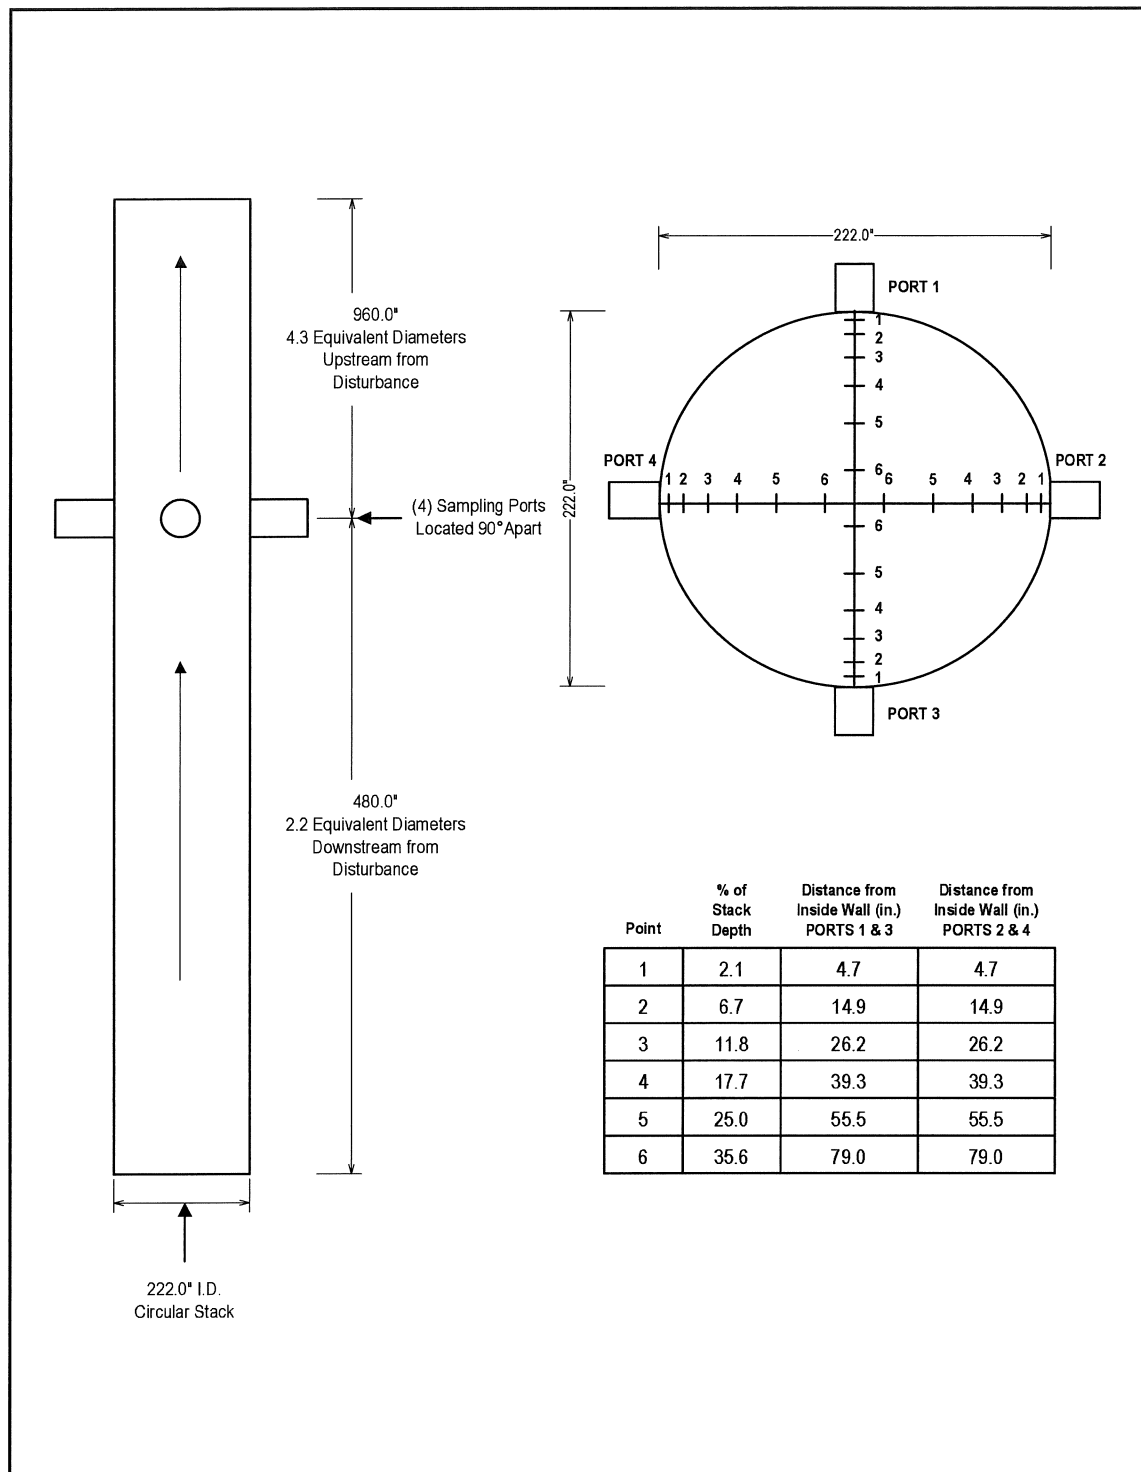 960.0"
4.3 Equivalent Diameters
Upstream from
Disturbance
(4) Sampling Ports
Located 90°Apart
480.0"
2.2 Equivalent Diameters
Downstream from
Disturbance
222.0" I.D.
Circular Stack
222.0"
222.0"
PORT 1
1
2
3
4
5
6
PORT 4
1 2 3 4 5 6 6 5 4 3 2 1
PORT 2
6
5
4
3
2
1
PORT 3
Point % of Stack Depth Distance from Inside Wall (in.) PORTS 1 & 3 Distance from Inside Wall (in.) PORTS 2 & 4
1 2.1 4.7 4.7
2 6.7 14.9 14.9
3 11.8 26.2 26.2
4 17.7 39.3 39.3
5 25.0 55.5 55.5
6 35.6 79.0 79.0